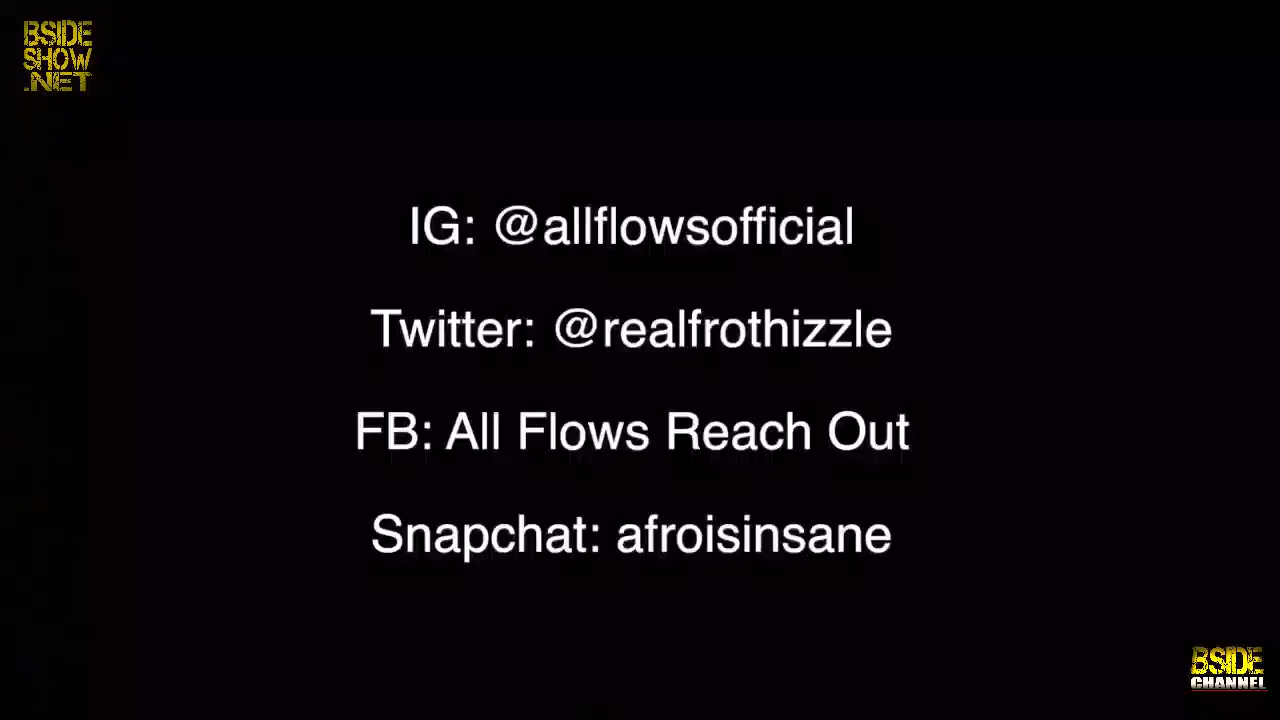 BSIDE
SHOW
.NET
IG: @allflowsofficial
Twitter: @realfrothizzle
FB: All Flows Reach Out
Snapchat: afroisinsane
BSIDE
CHANNEL